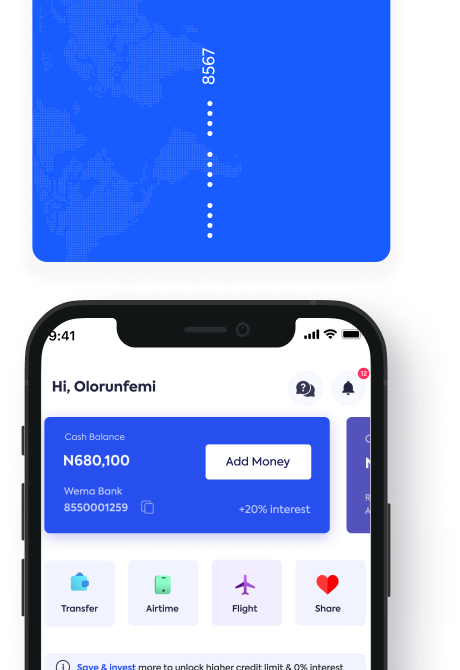 8567
9:41
Hi, Olorunfemi
12
Cash Balance
N680,100
Add Money
Wema Bank
8550001259
+20% interest
Transfer
Airtime
Flight
Share
Save & invest more to unlock higher credit limit & 0% interest